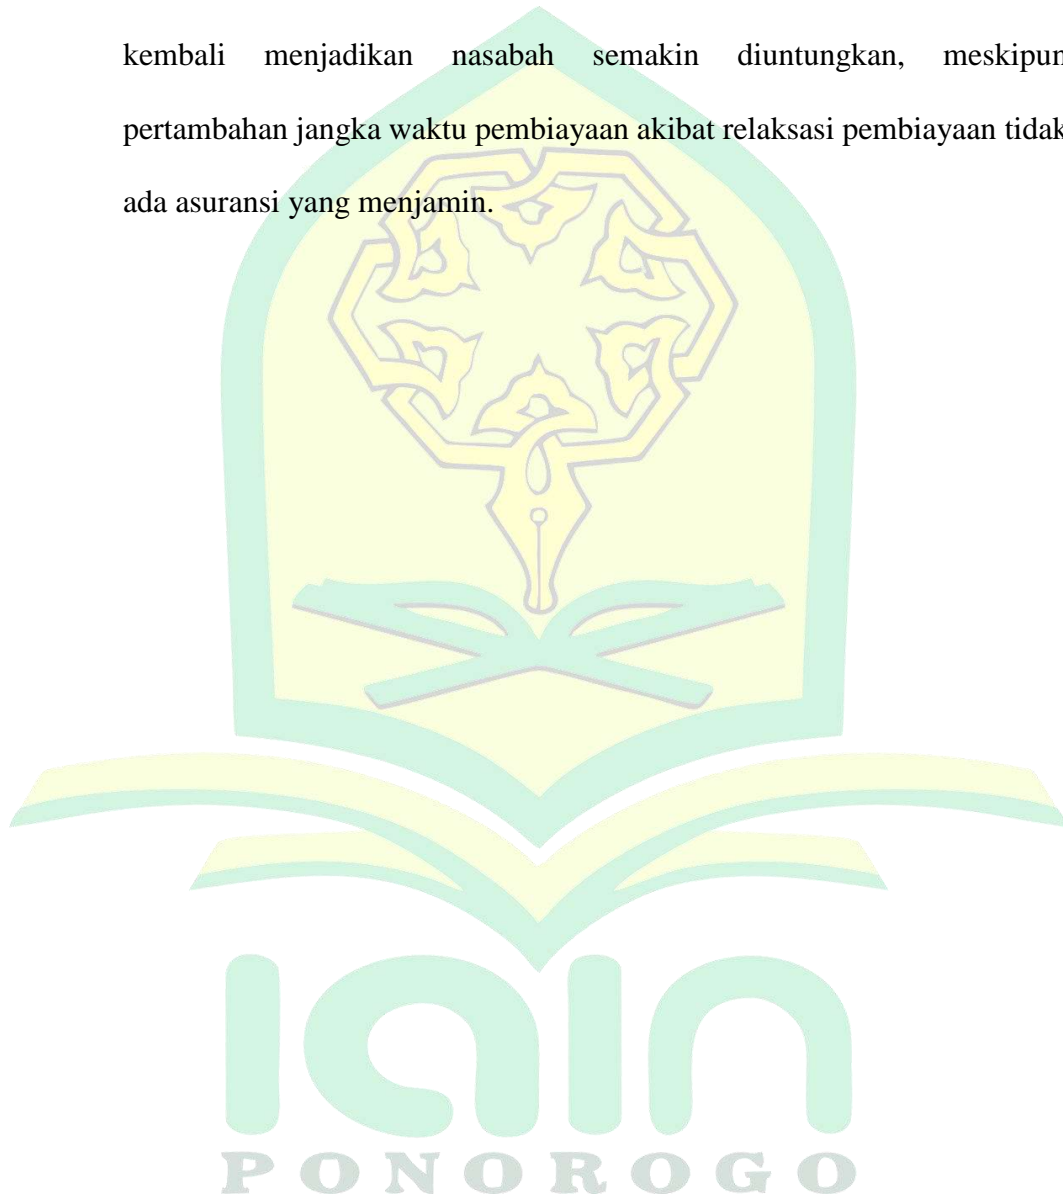 kembali menjadikan nasabah semakin diuntungkan, meskipun
pertambahan jangka waktu pembiayaan akibat relaksasi pembiayaan tidak
ada asuransi yang menjamin.
iain
PONOROGO